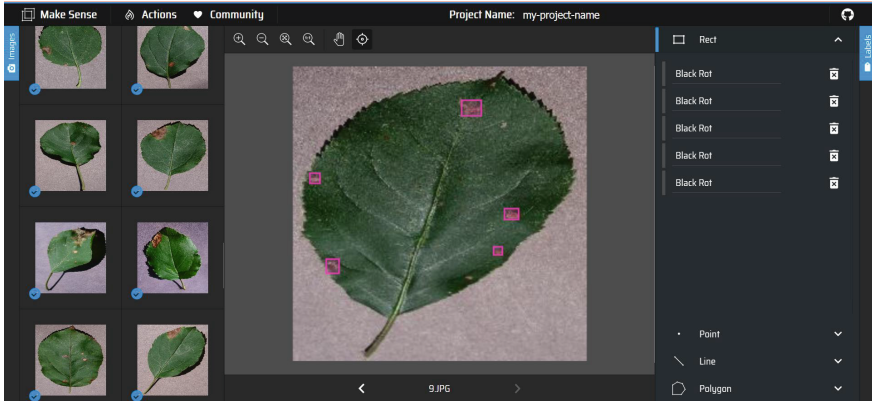 Make Sense
Actions
Community
Project Name: my-project-name
Images
Rect
Labels
Black Rot
Black Rot
Black Rot
Black Rot
Black Rot
Point
Line
Polygon
9.JPG